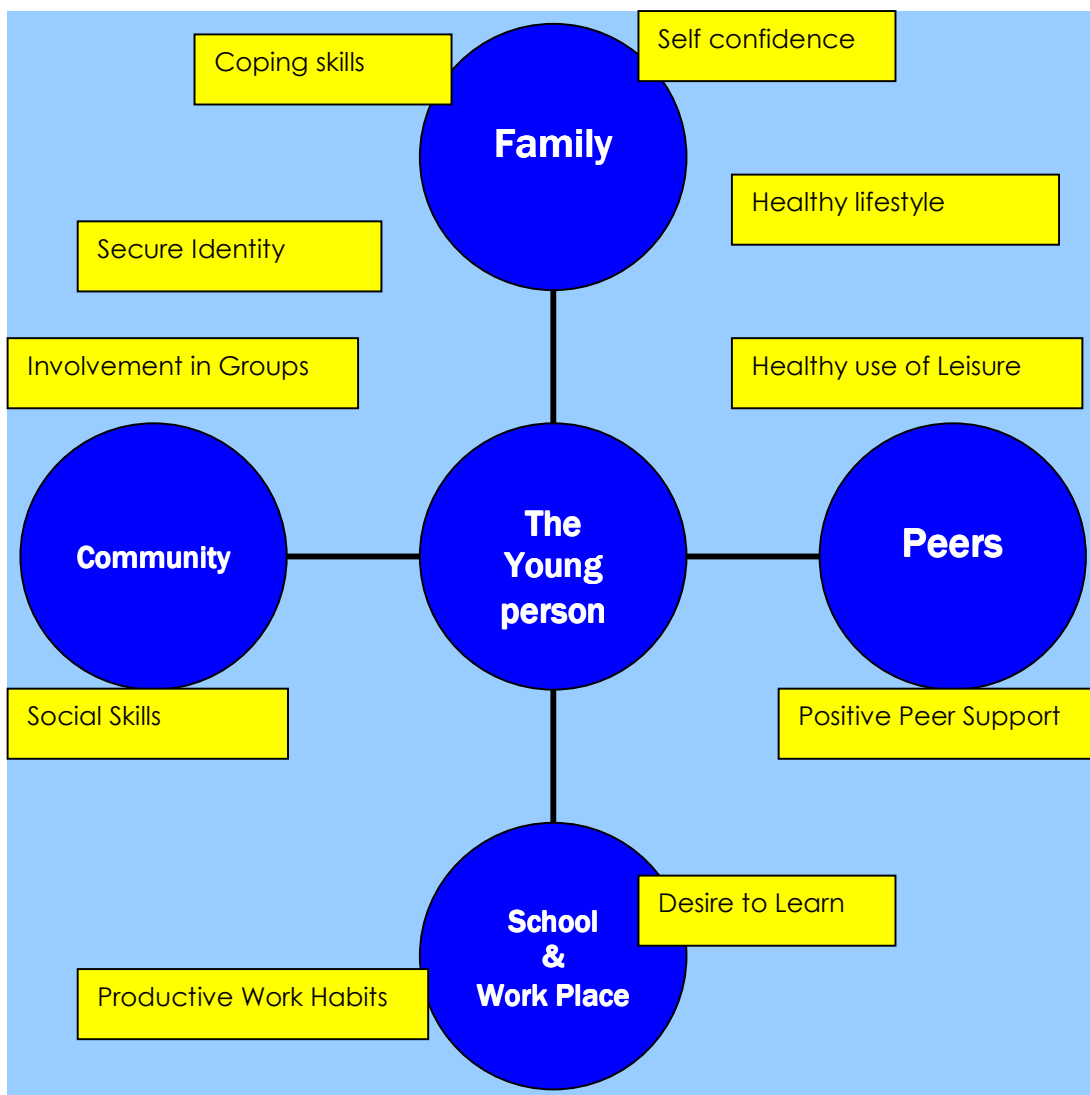 Self confidence
Coping skills
Family
Healthy lifestyle
Secure Identity
Involvement in Groups
Healthy use of Leisure
Community
The
Young
person
Peers
Social Skills
Positive Peer Support
School
&
Work Place
Desire to Learn
Productive Work Habits